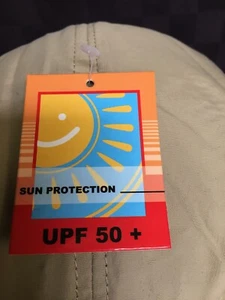 SUN PROTECTION
UPF 50 +